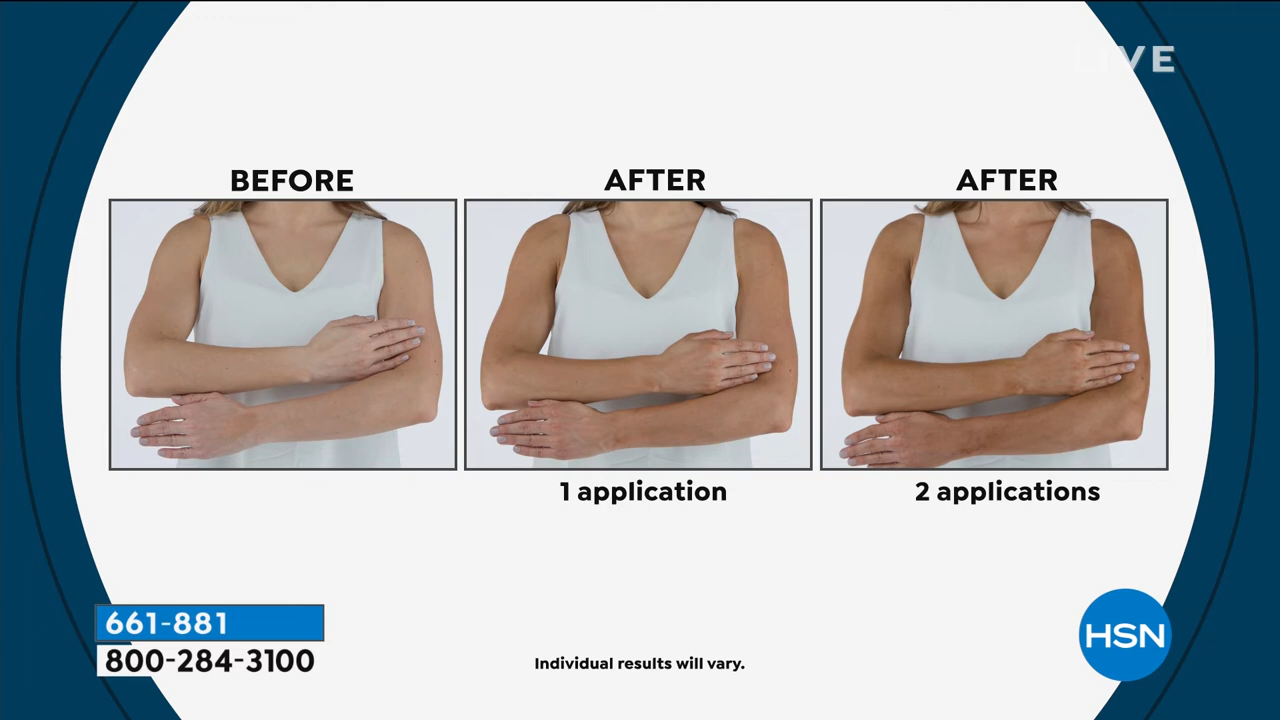 LIVE
BEFORE
AFTER
AFTER
1 application
2 applications
661-881
800-284-3100
Individual results will vary.
HSN